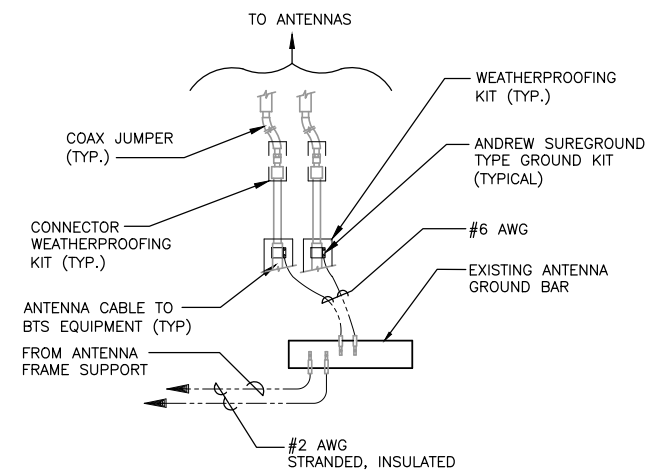 TO ANTENNAS
WEATHERPROOFING
KIT (TYP.)
COAX JUMPER
(TYP.)
ANDREW SUREGROUND
TYPE GROUND KIT
(TYPICAL)
CONNECTOR
WEATHERPROOFING
KIT (TYP.)
#6 AWG
EXISTING ANTENNA
GROUND BAR
ANTENNA CABLE TO
BTS EQUIPMENT (TYP)
FROM ANTENNA
FRAME SUPPORT
#2 AWG
STRANDED, INSULATED